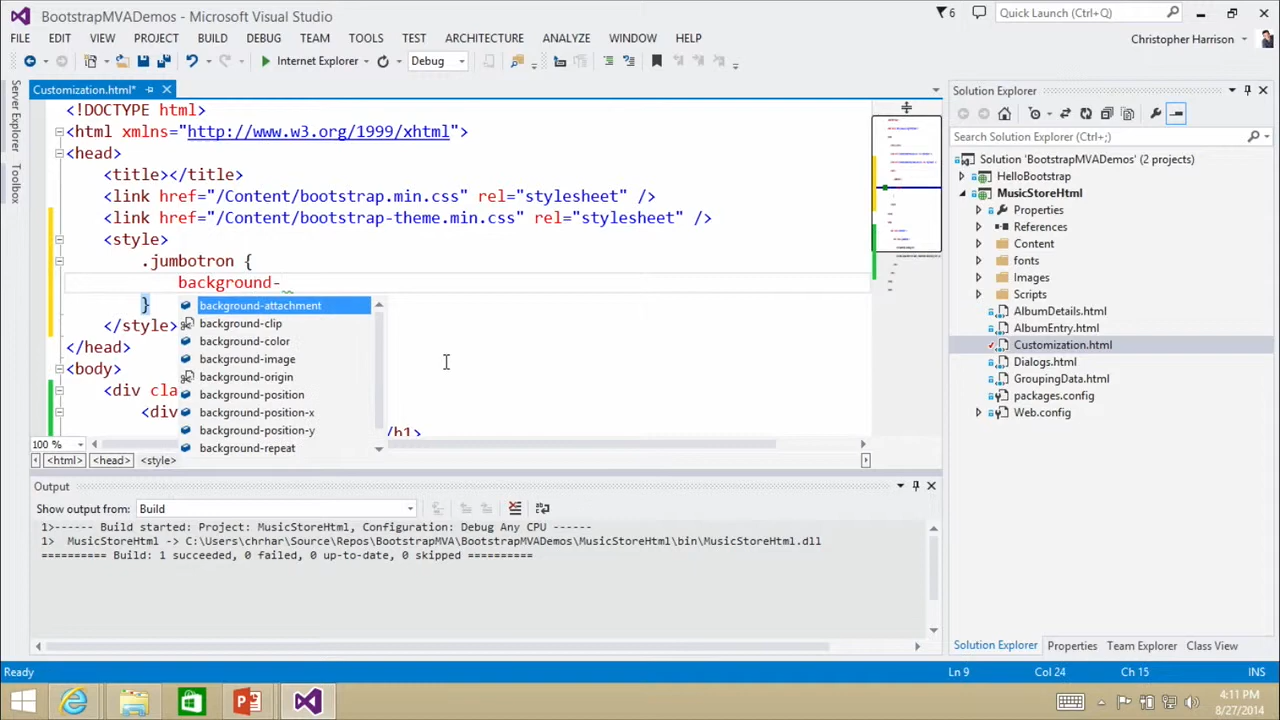 BootstrapMVADemos - Microsoft Visual Studio
6
Quick Launch (Ctrl+Q)
FILE EDIT VIEW PROJECT BUILD DEBUG TEAM TOOLS TEST ARCHITECTURE ANALYZE WINDOW HELP
Christopher Harrison
Internet Explorer
Debug
Server Explorer
Toolbox
Customization.html*
<!DOCTYPE html>
<html xmlns="http://www.w3.org/1999/xhtml">
<head>
<title></title>
<link href="/Content/bootstrap.min.css" rel="stylesheet" />
<link href="/Content/bootstrap-theme.min.css" rel="stylesheet" />
<style>
.jumbotron {
background-
}
</style>
</head>
<body>
<div cla
<div
/h1>
background-attachment
background-clip
background-color
background-image
background-origin
background-position
background-position-x
background-position-y
background-repeat
100 %
<html> <head> <style>
Output
Show output from: Build
1>------ Build started: Project: MusicStoreHtml, Configuration: Debug Any CPU ------
1> MusicStoreHtml -> C:\Users\chrhar\Source\Repos\BootstrapMVA\BootstrapMVADemos\MusicStoreHtml\bin\MusicStoreHtml.dll
========== Build: 1 succeeded, 0 failed, 0 up-to-date, 0 skipped ==========
Solution Explorer
Search Solution Explorer (Ctrl+;)
Solution 'BootstrapMVADemos' (2 projects)
HelloBootstrap
MusicStoreHtml
Properties
References
Content
fonts
Images
Scripts
AlbumDetails.html
AlbumEntry.html
Customization.html
Dialogs.html
GroupingData.html
packages.config
Web.config
Solution Explorer Properties Team Explorer Class View
Ready
Ln 9
Col 24
Ch 15
INS
4:11 PM
8/27/2014